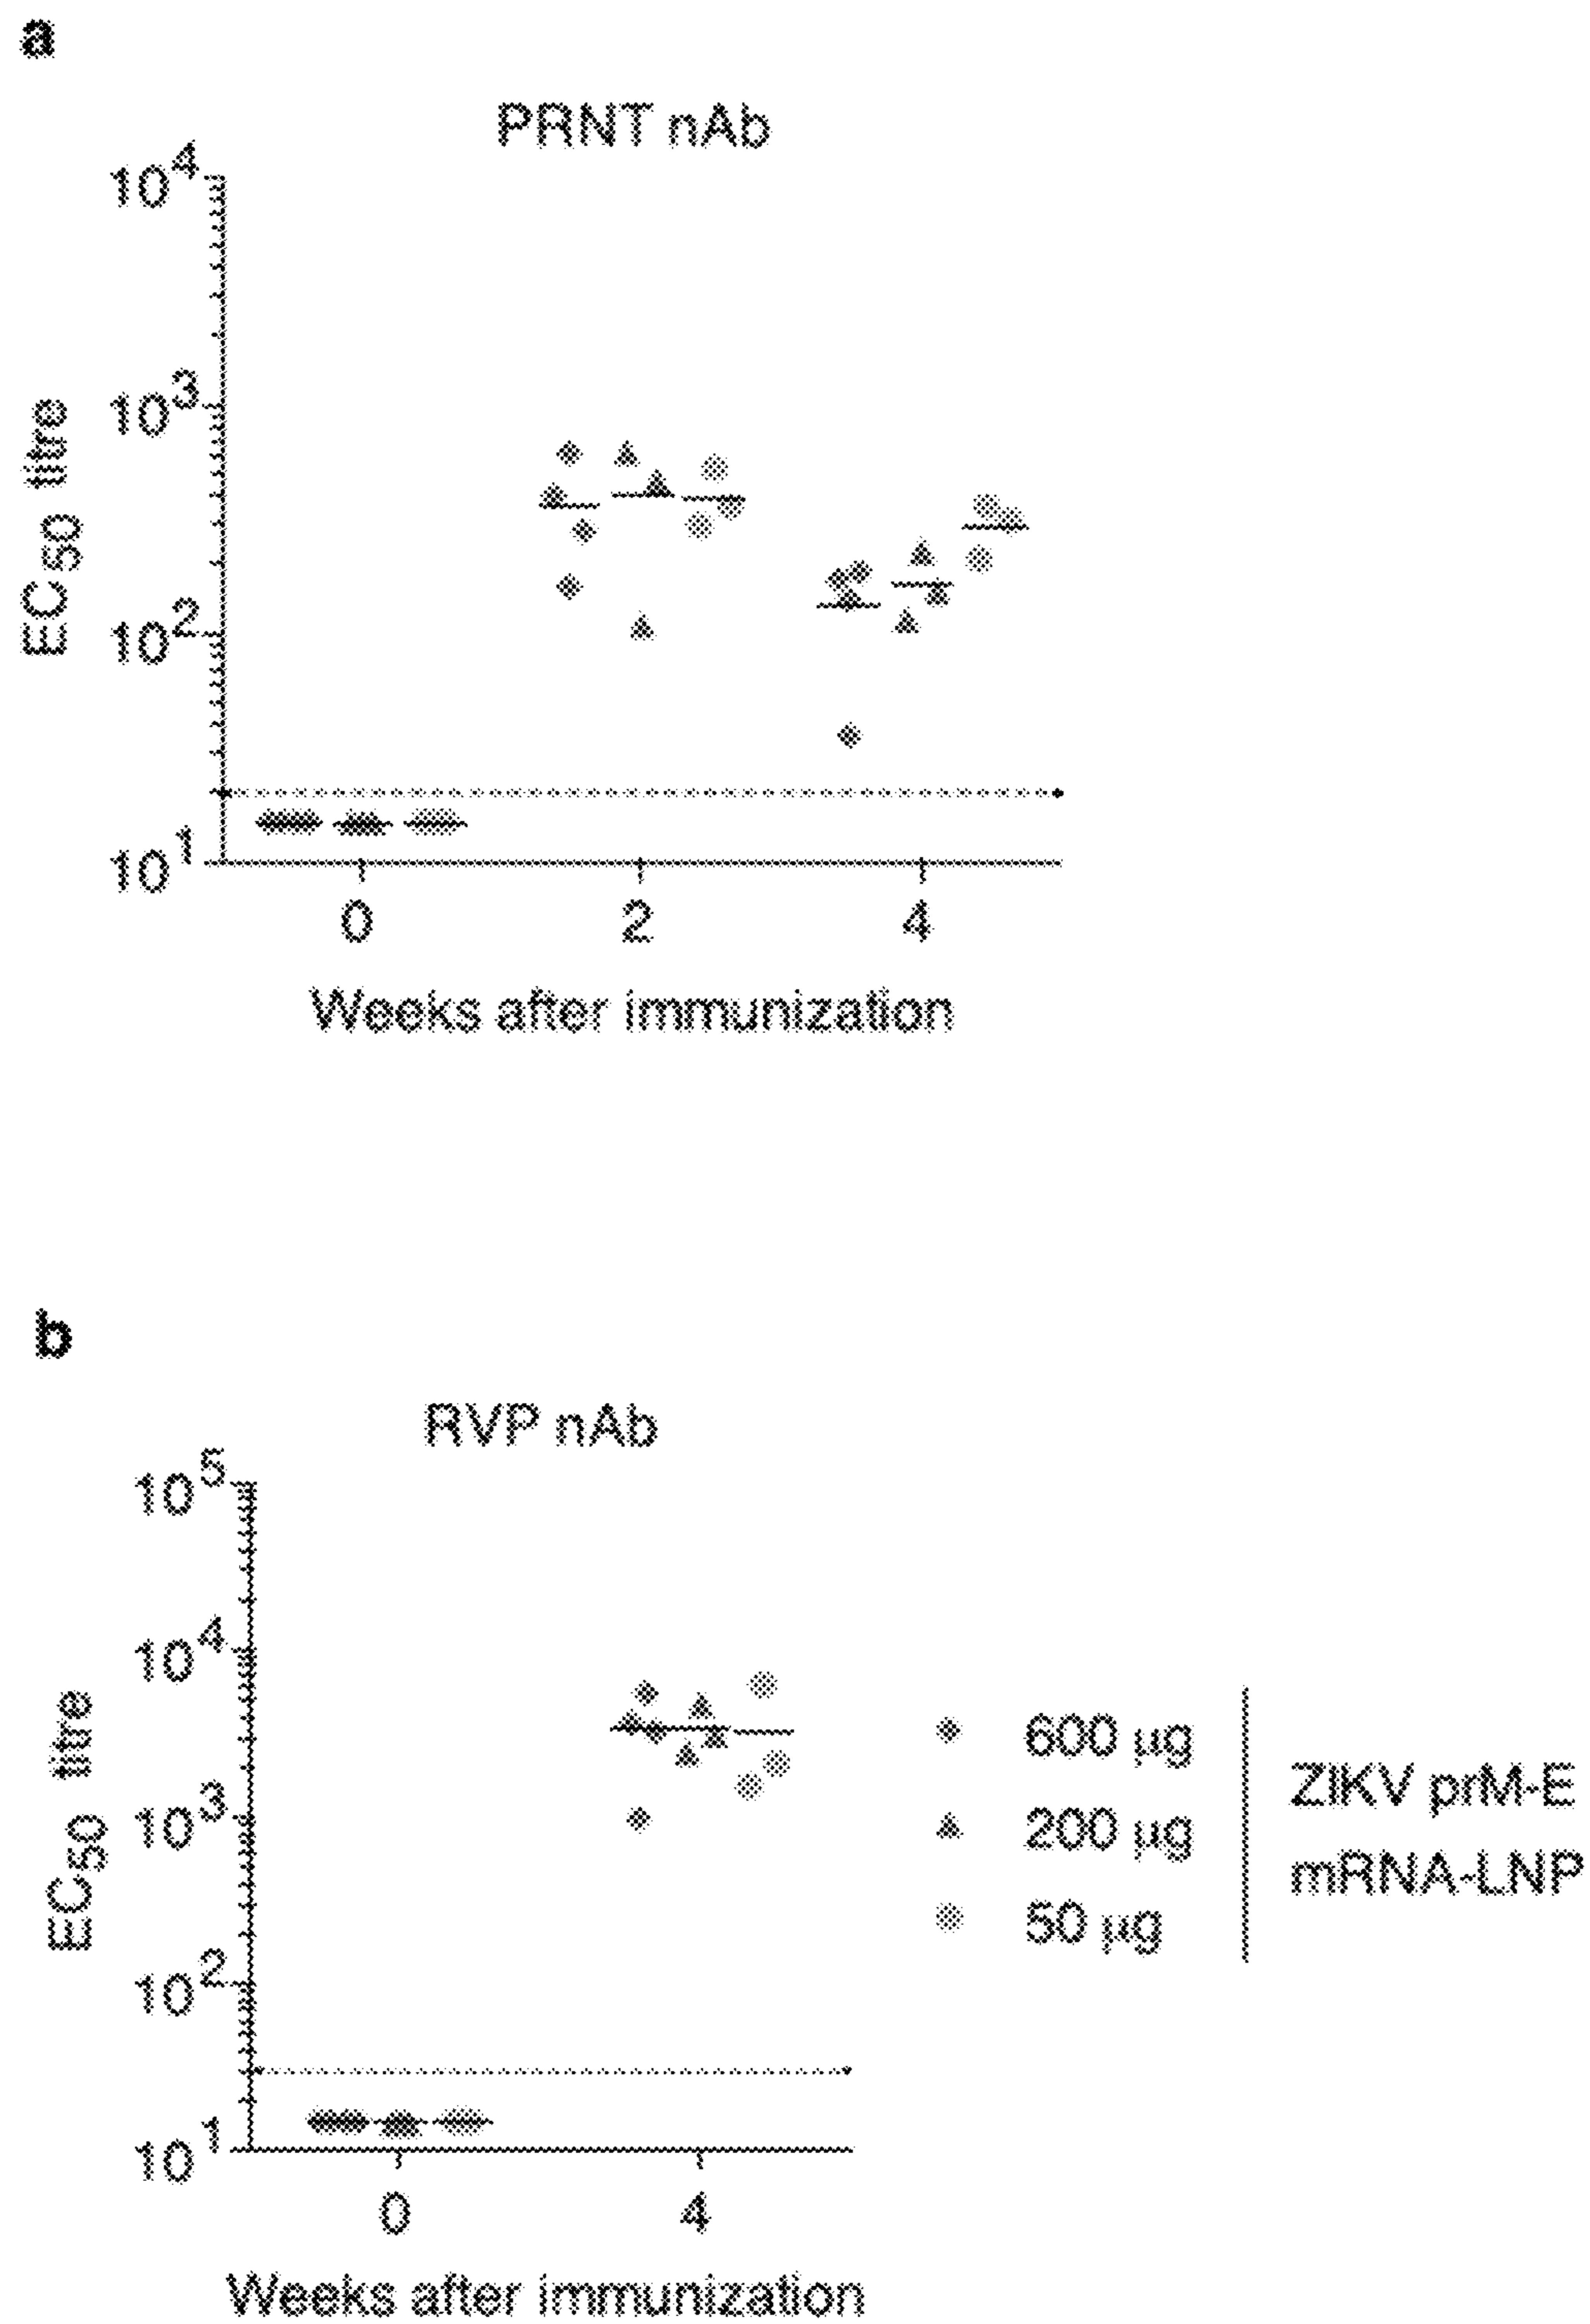 a
PRNT nAb
10^4
10^3
10^2
10^1
EC50 titre
0 2 4
Weeks after immunization
b
RVP nAb
10^5
10^4
10^3
10^2
10^1
EC50 titre
0 4
Weeks after immunization
600 µg
200 µg
50 µg
ZIKV prM-E
mRNA-LNP